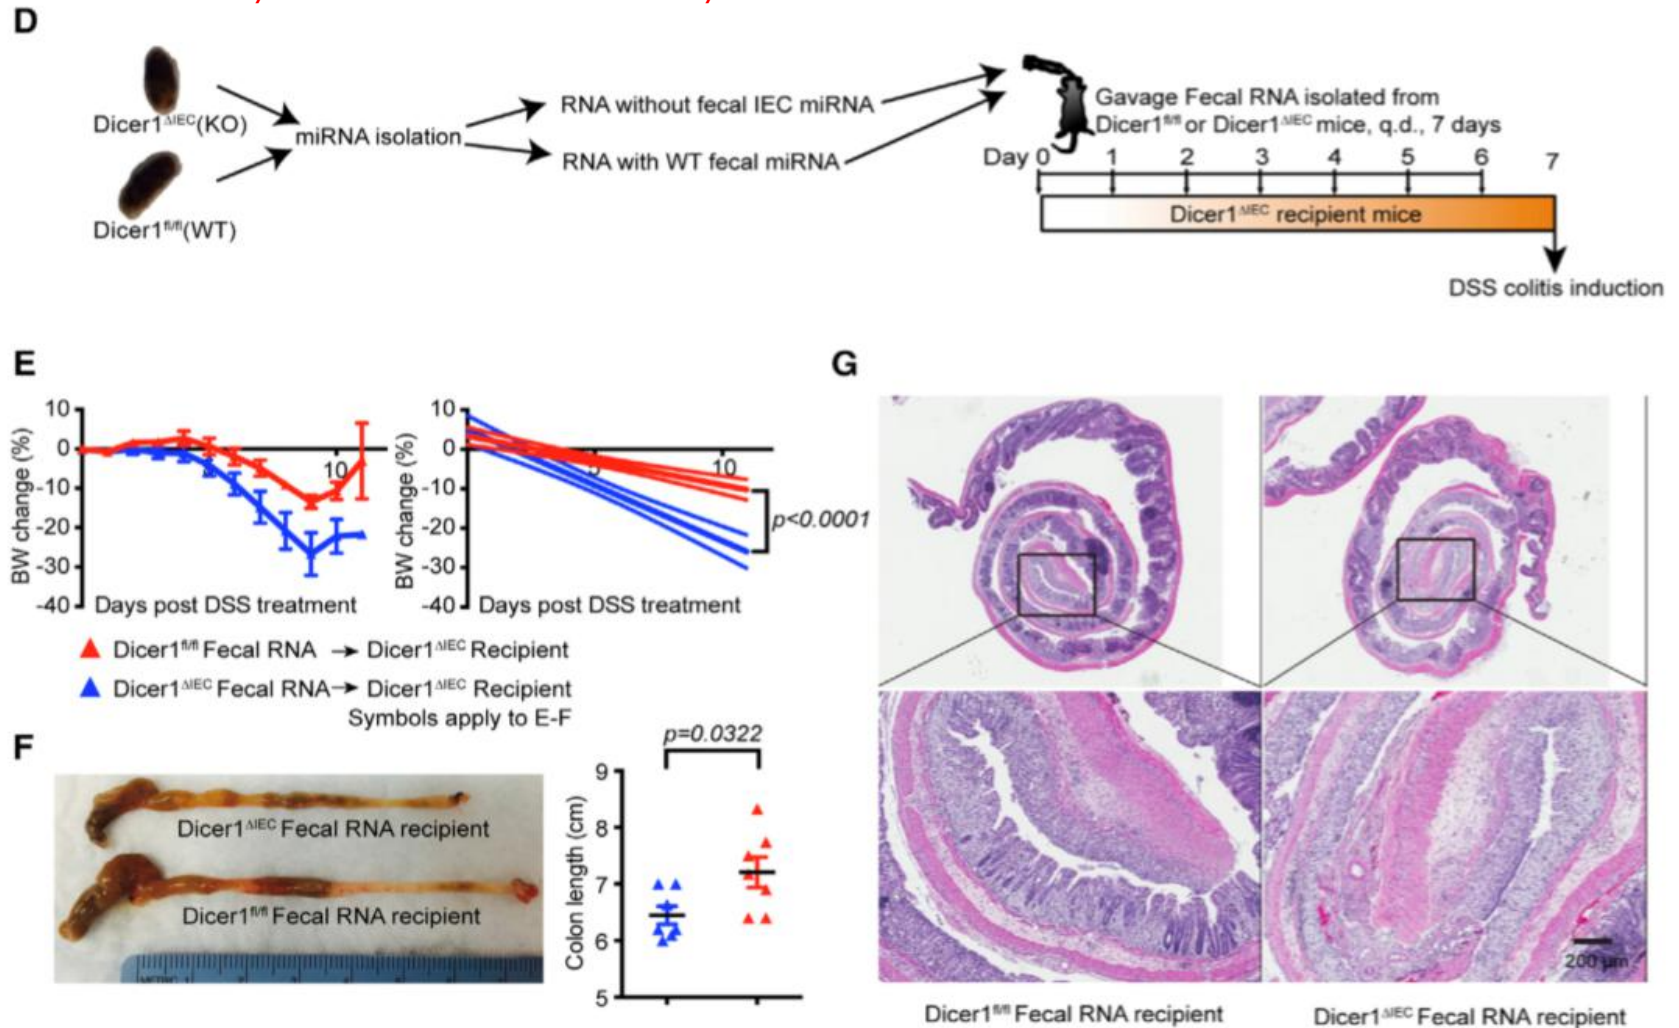 D
Dicer1ΔIEC(KO)
Dicer1fl/fl(WT)
miRNA isolation
RNA without fecal IEC miRNA
RNA with WT fecal miRNA
Gavage Fecal RNA isolated from
Dicer1fl/fl or Dicer1ΔIEC mice, q.d., 7 days
Day 0 1 2 3 4 5 6 7
Dicer1ΔIEC recipient mice
DSS colitis induction
E
BW change (%)
10
0
-10
-20
-30
-40
10
Days post DSS treatment
BW change (%)
10
0
-10
-20
-30
-40
5 10
p<0.0001
Days post DSS treatment
Dicer1fl/fl Fecal RNA → Dicer1ΔIEC Recipient
Dicer1ΔIEC Fecal RNA → Dicer1ΔIEC Recipient
Symbols apply to E-F
F
Dicer1ΔIEC Fecal RNA recipient
Dicer1fl/fl Fecal RNA recipient
METRIC 1 2 3 4 5
p=0.0322
Colon length (cm)
9
8
7
6
5
G
200 µm
Dicer1fl/fl Fecal RNA recipient
Dicer1ΔIEC Fecal RNA recipient